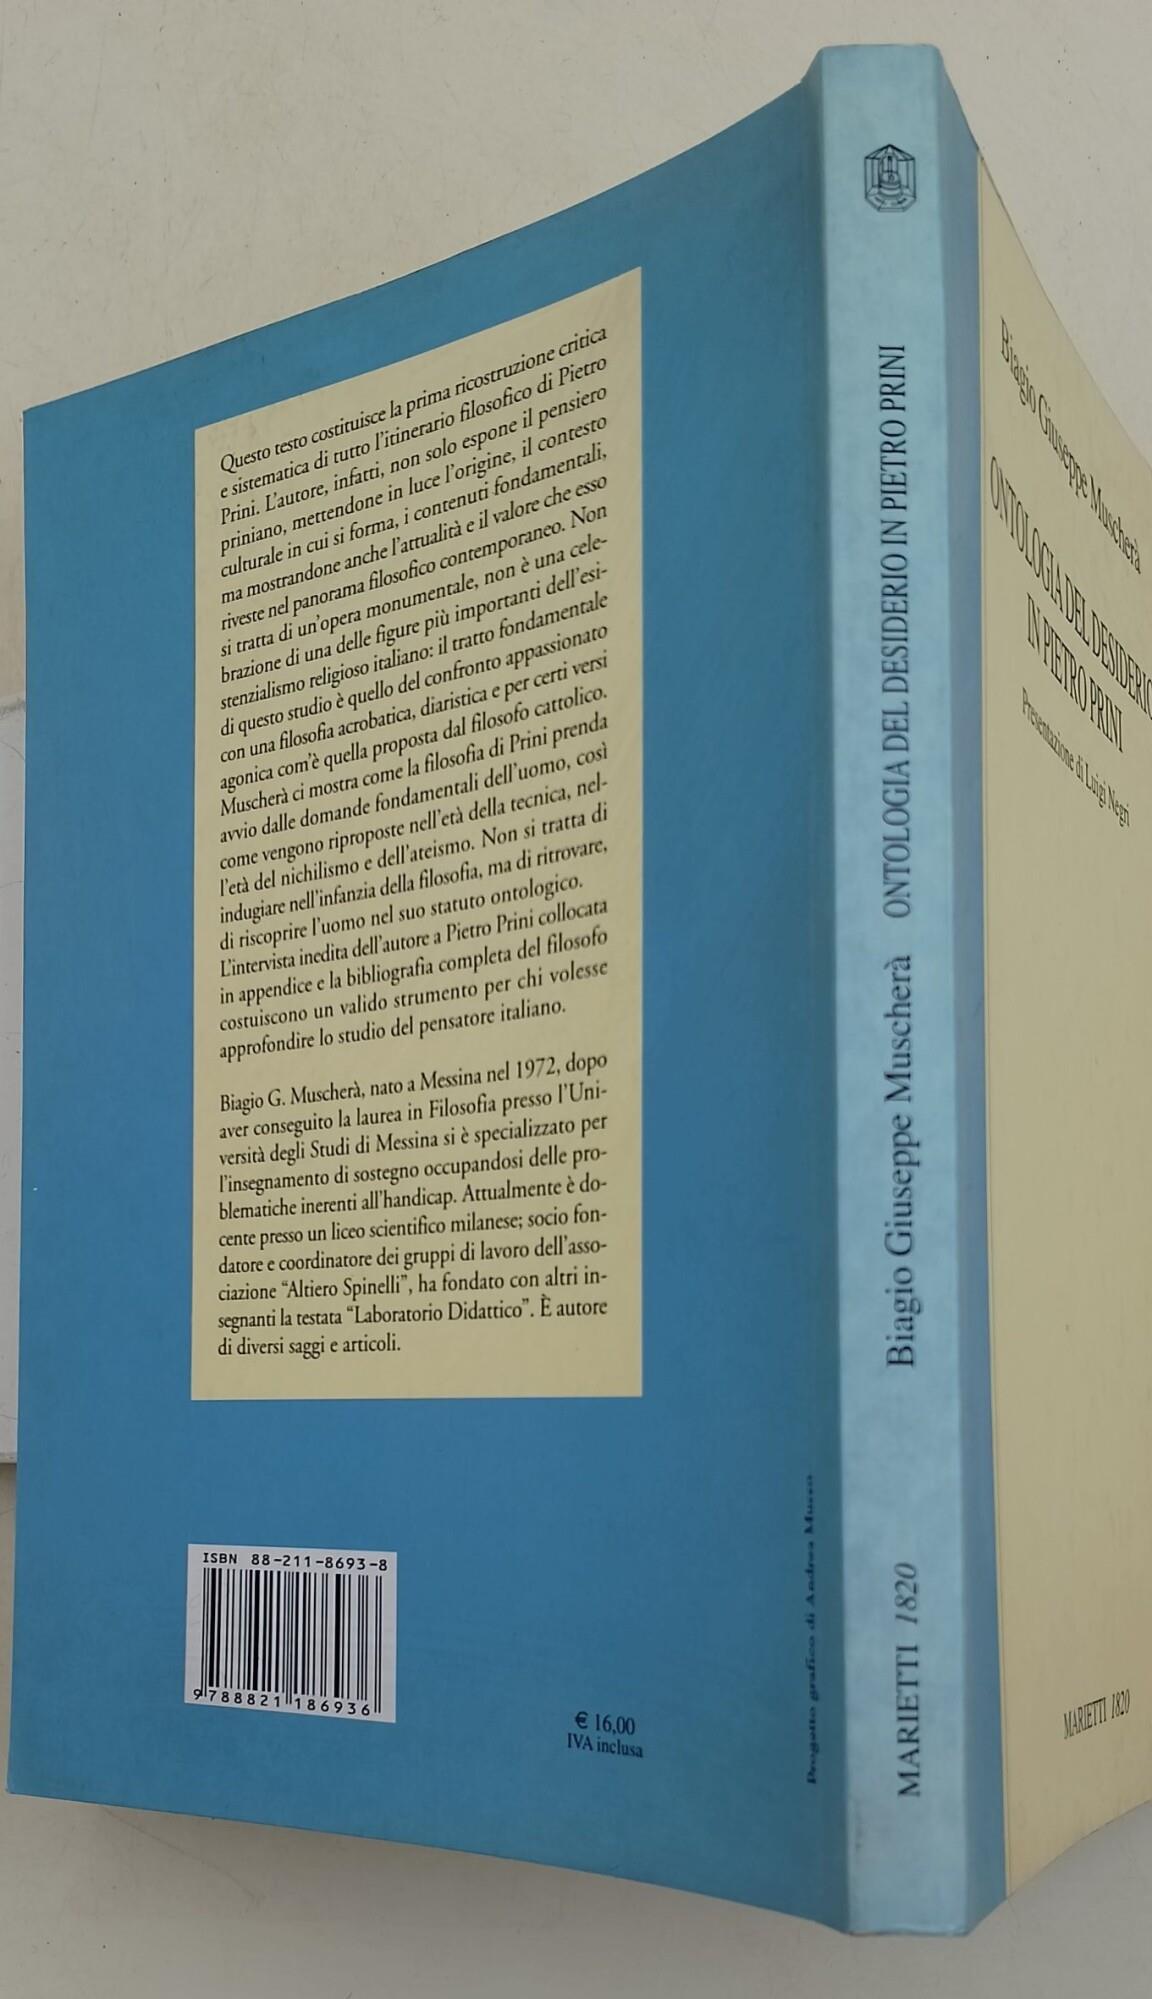 Questo testo costituisce la prima ricostruzione critica
e sistematica di tutto l'itinerario filosofico di Pietro
Prini. L'autore, infatti, non solo espone il pensiero
priniano, mettendone in luce l'origine, il contesto
culturale in cui si forma, i contenuti fondamentali,
ma mostrandone anche l'attualità e il valore che esso
riveste nel panorama filosofico contemporaneo. Non
si tratta di un'opera monumentale, non è una cele-
brazione di una delle figure più importanti dell'esi-
stenzialismo religioso italiano: il tratto fondamentale
di questo studio è quello del confronto appassionato
con una filosofia acrobatica, diaristica e per certi versi
agonica com'è quella proposta dal filosofo cattolico.
Muscherà ci mostra come la filosofia di Prini prenda
avvio dalle domande fondamentali dell'uomo, così
come vengono riproposte nell'età della tecnica, nel-
l'età del nichilismo e dell'ateismo. Non si tratta di
indugiare nell'infanzia della filosofia, ma di ritrovare,
di riscoprire l'uomo nel suo statuto ontologico.
L'intervista inedita dell'autore a Pietro Prini collocata
in appendice e la bibliografia completa del filosofo
costuiscono un valido strumento per chi volesse
approfondire lo studio del pensatore italiano.
Biagio G. Muscherà, nato a Messina nel 1972, dopo
aver conseguito la laurea in Filosofia presso l'Uni-
versità degli Studi di Messina si è specializzato per
l'insegnamento di sostegno occupandosi delle pro-
blematiche inerenti all'handicap. Attualmente è do-
cente presso un liceo scientifico milanese; socio fon-
datore e coordinatore dei gruppi di lavoro dell'asso-
ciazione "Altiero Spinelli", ha fondato con altri in-
segnanti la testata "Laboratorio Didattico". È autore
di diversi saggi e articoli.
ISBN 88-211-8693-8
9 788821 186936
€ 16,00
IVA inclusa
Progetto grafico di Andrea Musso
Biagio Giuseppe Muscherà ONTOLOGIA DEL DESIDERIO IN PIETRO PRINI
MARIETTI 1820
Biagio Giuseppe Muscherà
ONTOLOGIA DEL DESIDERIO
IN PIETRO PRINI
Presentazione di Luigi Negri
MARIETTI 1820